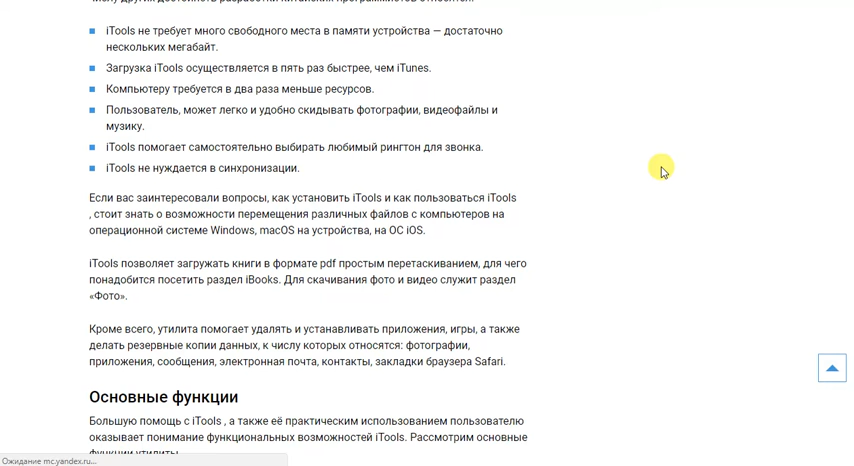 iTools не требует много свободного места в памяти устройства — достаточно
нескольких мегабайт.
Загрузка iTools осуществляется в пять раз быстрее, чем iTunes.
Компьютеру требуется в два раза меньше ресурсов.
Пользователь, может легко и удобно скидывать фотографии, видеофайлы и
музыку.
iTools помогает самостоятельно выбирать любимый рингтон для звонка.
iTools не нуждается в синхронизации.
Если вас заинтересовали вопросы, как установить iTools и как пользоваться iTools
, стоит знать о возможности перемещения различных файлов с компьютеров на
операционной системе Windows, macOS на устройства, на ОС iOS.
iTools позволяет загружать книги в формате pdf простым перетаскиванием, для чего
понадобится посетить раздел iBooks. Для скачивания фото и видео служит раздел
«Фото».
Кроме всего, утилита помогает удалять и устанавливать приложения, игры, а также
делать резервные копии данных, к числу которых относятся: фотографии,
приложения, сообщения, электронная почта, контакты, закладки браузера Safari.
Основные функции
Большую помощь с iTools , а также её практическим использованием пользователю
оказывает понимание функциональных возможностей iTools. Рассмотрим основные
функции утилиты
Ожидание mc.yandex.ru...